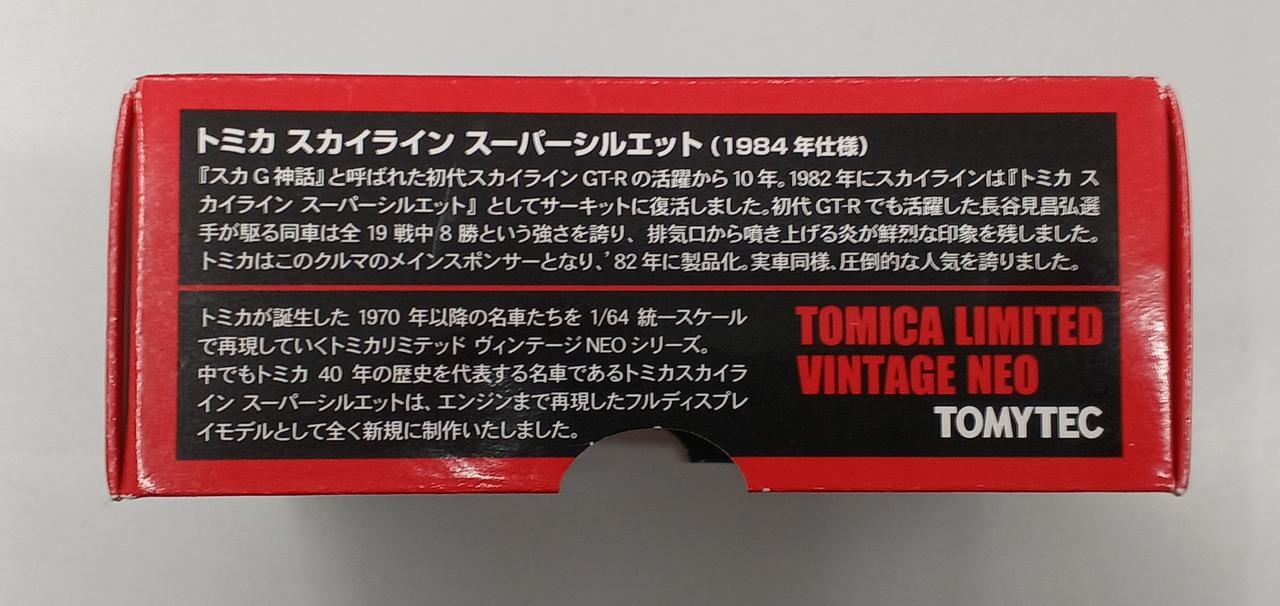 トミカ スカイライン スーパーシルエット（1984 年仕様）
『スカ G 神話』と呼ばれた初代スカイライン GT-R の活躍から 10 年。1982 年にスカイラインは『トミカ ス
カイライン スーパーシルエット』 としてサーキットに復活しました。初代 GT-R でも活躍した長谷見昌弘選
手が駆る同車は全 19 戦中 8 勝という強さを誇り、 排気口から噴き上げる炎が鮮烈な印象を残しました。
トミカはこのクルマのメインスポンサーとなり、’82 年に製品化。実車同様、圧倒的な人気を誇りました。
トミカが誕生した 1970 年以降の名車たちを 1/64 統一スケール
で再現していくトミカリミテッド ヴィンテージ NEO シリーズ。
中でもトミカ 40 年の歴史を代表する名車であるトミカスカイラ
イン スーパーシルエットは、エンジンまで再現したフルディスプレ
イモデルとして全く新規に制作いたしました。
TOMICA LIMITED
VINTAGE NEO
TOMYTEC